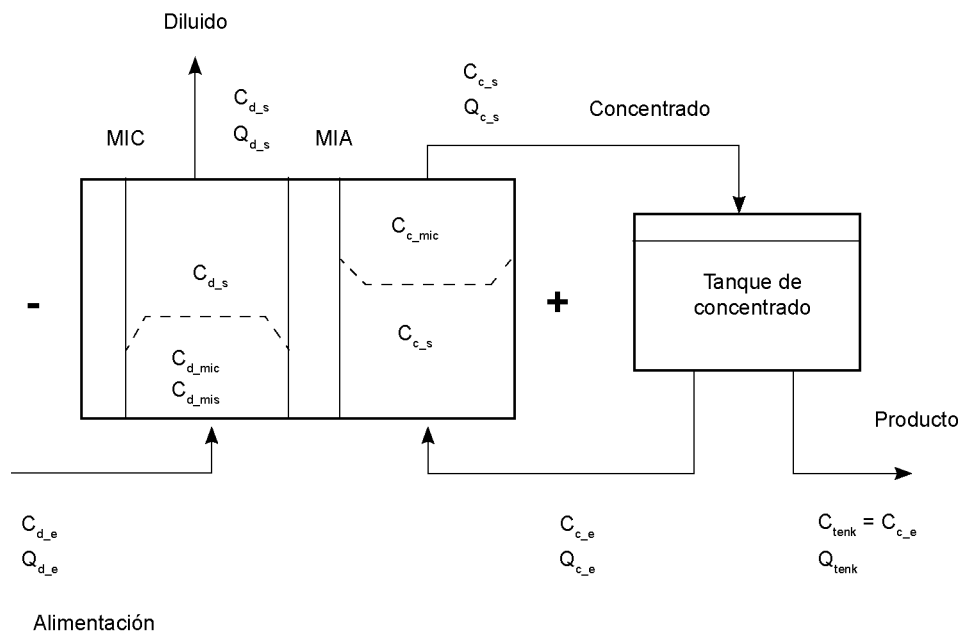 Diluido
C_d_s
Q_d_s
C_c_s
Q_c_s
Concentrado
MIC
MIA
C_c_mic
C_d_s
C_c_s
-
+
Tanque de
concentrado
C_d_mic
C_d_mis
Producto
C_d_e
Q_d_e
C_c_e
Q_c_e
C_tenk = C_c_e
Q_tenk
Alimentación